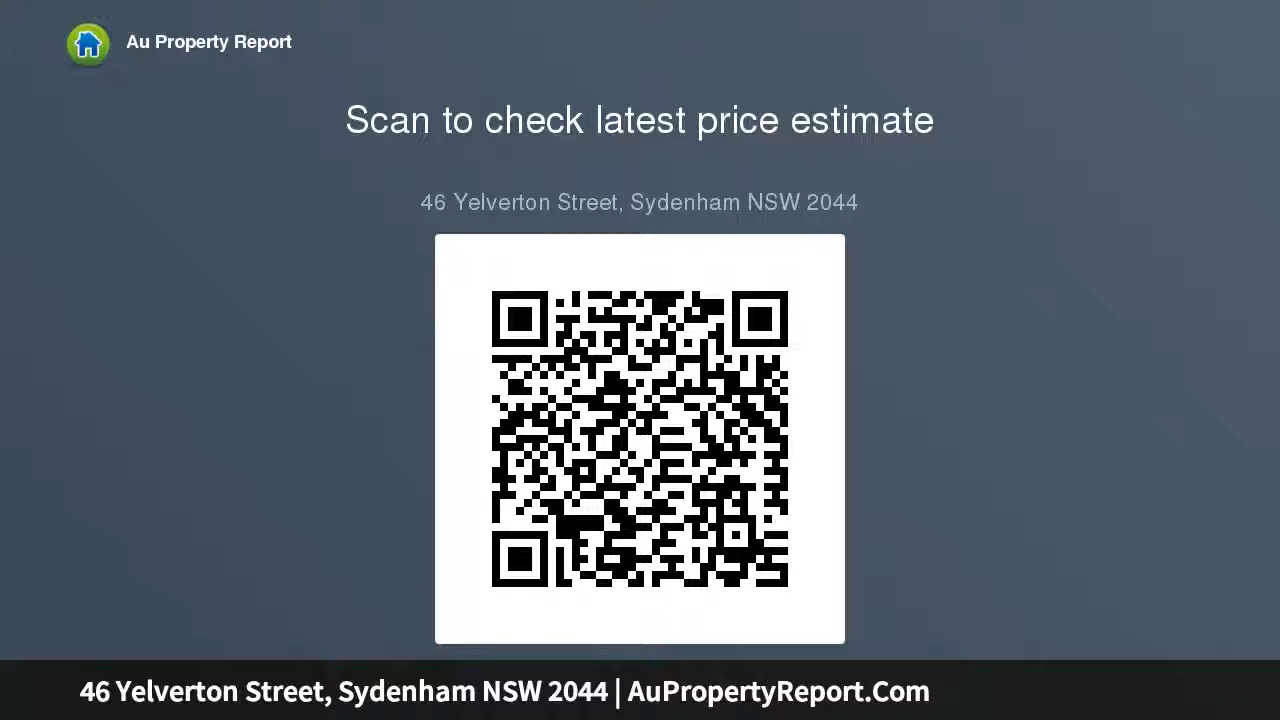 Au Property Report
Scan to check latest price estimate
46 Yelverton Street, Sydenham NSW 2044
46 Yelverton Street, Sydenham NSW 2044 | AuPropertyReport.Com